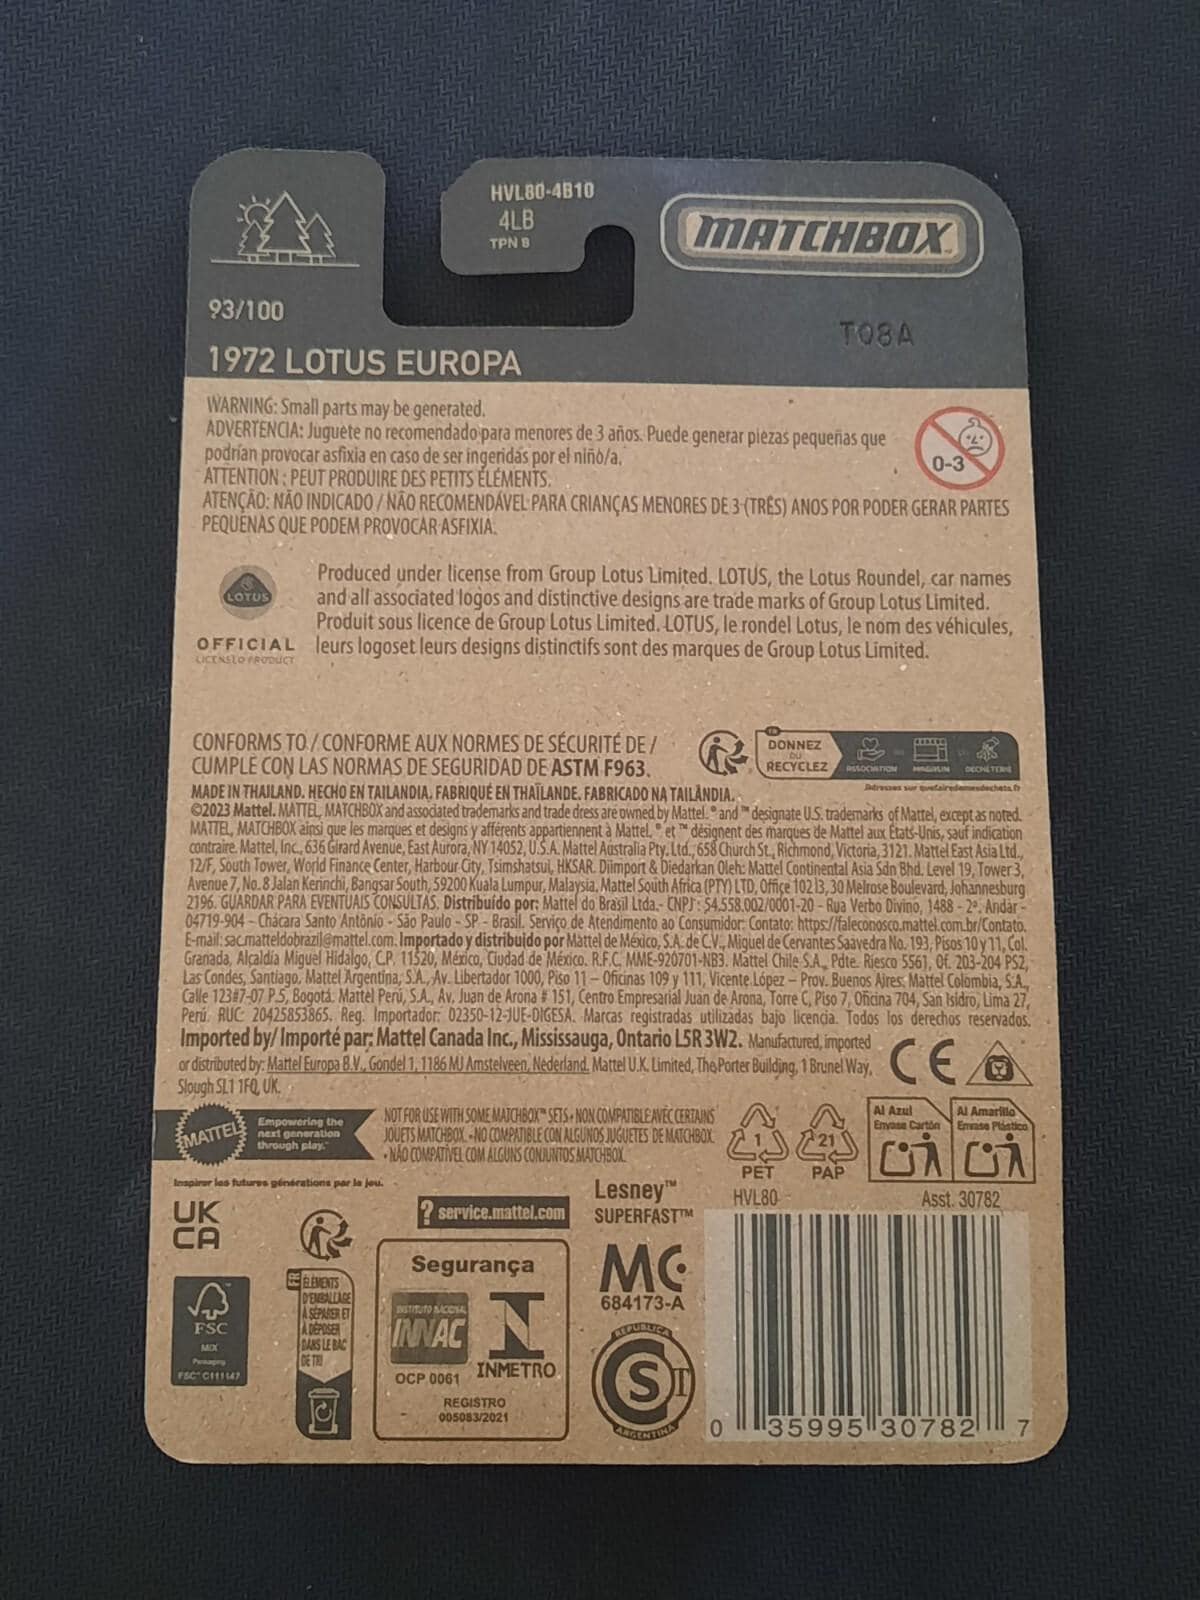 HVL80-4B10
4LB
TPN 8
MATCHBOX
93/100
T08A
1972 LOTUS EUROPA
WARNING: Small parts may be generated.
ADVERTENCIA: Juguete no recomendado para menores de 3 años. Puede generar piezas pequeñas que
podrían provocar asfixia en caso de ser ingeridas por el niño/a.
ATTENTION : PEUT PRODUIRE DES PETITS ÉLÉMENTS.
ATENÇÃO: NÃO INDICADO / NÃO RECOMENDÁVEL PARA CRIANÇAS MENORES DE 3 (TRÊS) ANOS POR PODER GERAR PARTES
PEQUENAS QUE PODEM PROVOCAR ASFIXIA.
0-3
LOTUS
OFFICIAL
LICENSED PRODUCT
Produced under license from Group Lotus Limited. LOTUS, the Lotus Roundel, car names
and all associated logos and distinctive designs are trade marks of Group Lotus Limited.
Produit sous licence de Group Lotus Limited. LOTUS, le rondel Lotus, le nom des véhicules,
leurs logoset leurs designs distinctifs sont des marques de Group Lotus Limited.
CONFORMS TO / CONFORME AUX NORMES DE SÉCURITÉ DE /
CUMPLE CON LAS NORMAS DE SEGURIDAD DE ASTM F963.
FR
DONNEZ
OU
RECYCLEZ
ASSOCIATION OU MAGASIN OU DÉCHÈTERIE
Adresses sur quefairedemesdechets.fr
MADE IN THAILAND. HECHO EN TAILANDIA. FABRIQUÉ EN THAÏLANDE. FABRICADO NA TAILÂNDIA.
©2023 Mattel. MATTEL, MATCHBOX and associated trademarks and trade dress are owned by Mattel. ® and ™ designate U.S. trademarks of Mattel, except as noted.
MATTEL, MATCHBOX ainsi que les marques et designs y afférents appartiennent à Mattel. ® et ™ désignent des marques de Mattel aux États-Unis, sauf indication
contraire. Mattel, Inc., 636 Girard Avenue, East Aurora, NY 14052, U.S.A. Mattel Australia Pty. Ltd., 658 Church St., Richmond, Victoria, 3121. Mattel East Asia Ltd.,
12/F, South Tower, World Finance Center, Harbour City, Tsimshatsui, HKSAR. Diimport & Diedarkan Oleh: Mattel Continental Asia Sdn Bhd. Level 19, Tower 3,
Avenue 7, No. 8 Jalan Kerinchi, Bangsar South, 59200 Kuala Lumpur, Malaysia. Mattel South Africa (PTY) LTD, Office 102 I3, 30 Melrose Boulevard, Johannesburg
2196. GUARDAR PARA EVENTUAIS CONSULTAS. Distribuído por: Mattel do Brasil Ltda.- CNPJ : 54.558.002/0001-20 - Rua Verbo Divino, 1488 - 2º. Andar -
04719-904 - Chácara Santo Antônio - São Paulo - SP - Brasil. Serviço de Atendimento ao Consumidor: Contato: https://faleconosco.mattel.com.br/Contato.
E-mail: sac.matteldobrazil@mattel.com. Importado y distribuido por Mattel de México, S.A. de C.V., Miguel de Cervantes Saavedra No. 193, Pisos 10 y 11, Col.
Granada, Alcaldía Miguel Hidalgo, C.P. 11520, México, Ciudad de México. R.F.C. MME-920701-NB3. Mattel Chile S.A., Pdte. Riesco 5561, Of. 203-204 PS2,
Las Condes, Santiago. Mattel Argentina, S.A., Av. Libertador 1000, Piso 11 – Oficinas 109 y 111, Vicente López – Prov. Buenos Aires. Mattel Colombia, S.A.,
Calle 123#7-07 P.5, Bogotá. Mattel Perú, S.A., Av. Juan de Arona # 151, Centro Empresarial Juan de Arona, Torre C, Piso 7, Oficina 704, San Isidro, Lima 27,
Perú. RUC: 20425853865. Reg. Importador: 02350-12-JUE-DIGESA. Marcas registradas utilizadas bajo licencia. Todos los derechos reservados.
Imported by/ Importé par: Mattel Canada Inc., Mississauga, Ontario L5R 3W2. Manufactured, imported
or distributed by: Mattel Europa B.V., Gondel 1, 1186 MJ Amstelveen, Nederland. Mattel U.K. Limited, The Porter Building, 1 Brunel Way,
Slough SL1 1FQ, UK.
CE
MATTEL
Empowering the
next generation
through play.™
Inspirer les futures générations par le jeu.
NOT FOR USE WITH SOME MATCHBOX™ SETS • NON COMPATIBLE AVEC CERTAINS
JOUETS MATCHBOX. • NO COMPATIBLE CON ALGUNOS JUGUETES DE MATCHBOX.
• NÃO COMPATÍVEL COM ALGUNS CONJUNTOS MATCHBOX.
1
PET
21
PAP
Al Azul
Envase Cartón
Al Amarillo
Envase Plástico
UK
CA
? service.mattel.com
Lesney™
SUPERFAST™
HVL80
Asst. 30782
FSC
MIX
Packaging
FSC™ C111147
FR
ÉLÉMENTS
D'EMBALLAGE
À SÉPARER ET
À DÉPOSER
DANS LE BAC
DE TRI
Segurança
INSTITUTO NACIONAL
INNAC
OCP 0061
INMETRO
REGISTRO
005083/2021
MC
684173-A
REPUBLICA
S T
ARGENTINA
0 35995 30782 7